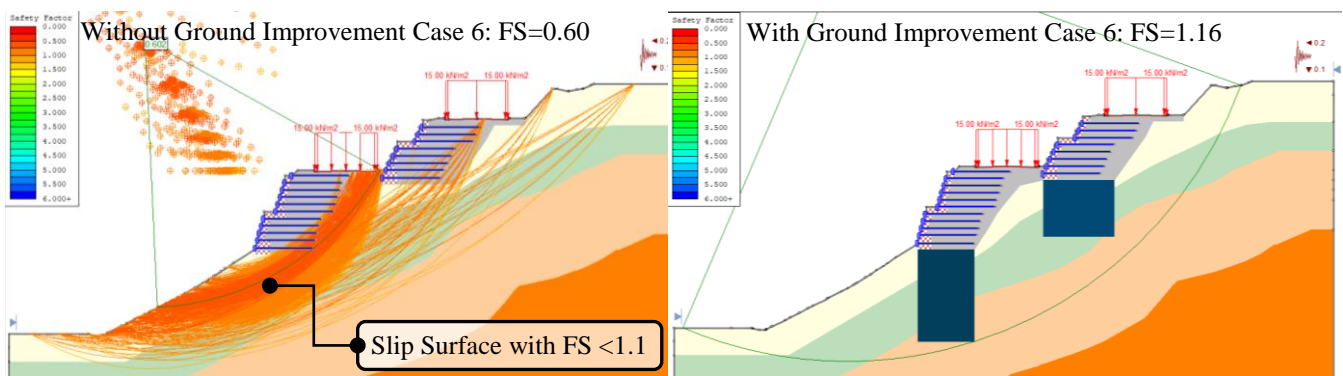 Without Ground Improvement Case 6: FS=0.60
Safety Factor
0.000
0.500
1.000
1.500
2.000
2.500
3.000
3.500
4.000
4.500
5.000
5.500
6.000+
0.602
0.2
0.1
15.00 kN/m2
15.00 kN/m2
15.00 kN/m2
15.00 kN/m2
Slip Surface with FS <1.1
With Ground Improvement Case 6: FS=1.16
Safety Factor
0.000
0.500
1.000
1.500
2.000
2.500
3.000
3.500
4.000
4.500
5.000
5.500
6.000+
0.2
0.1
15.00 kN/m2
15.00 kN/m2
15.00 kN/m2
15.00 kN/m2